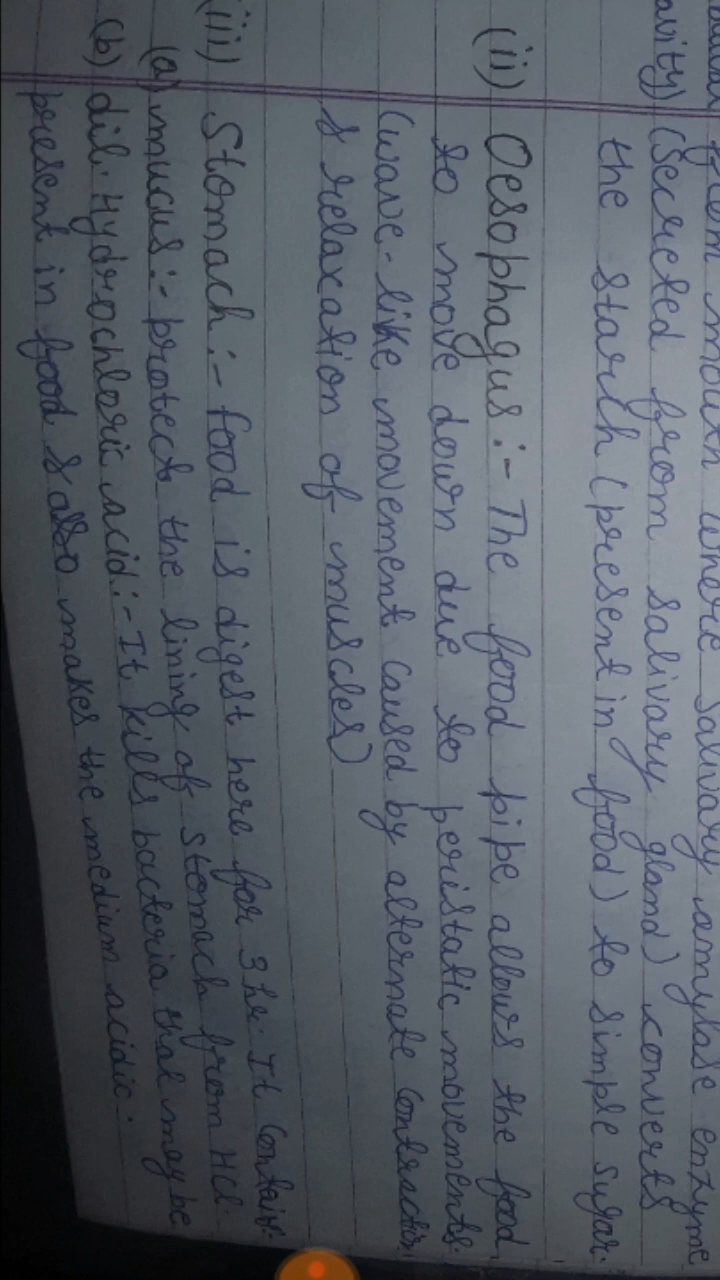 from mouth where salivary amylase enzyme
avity) (secreted from salivary gland) converts
the starch (present in food) to simple sugar.
(ii) Oesophagus :- The food pipe allows the food
to move down due to peristatic movements.
(wave-like movement caused by alternate contraction
& relaxation of muscles)
(iii) Stomach :- food is digest here for 3 hr. It contains:
(a) mucus :- protects the lining of stomach from HCl.
(b) dil. Hydrochloric acid :- It kills bacteria that may be
present in food & also makes the medium acidic.